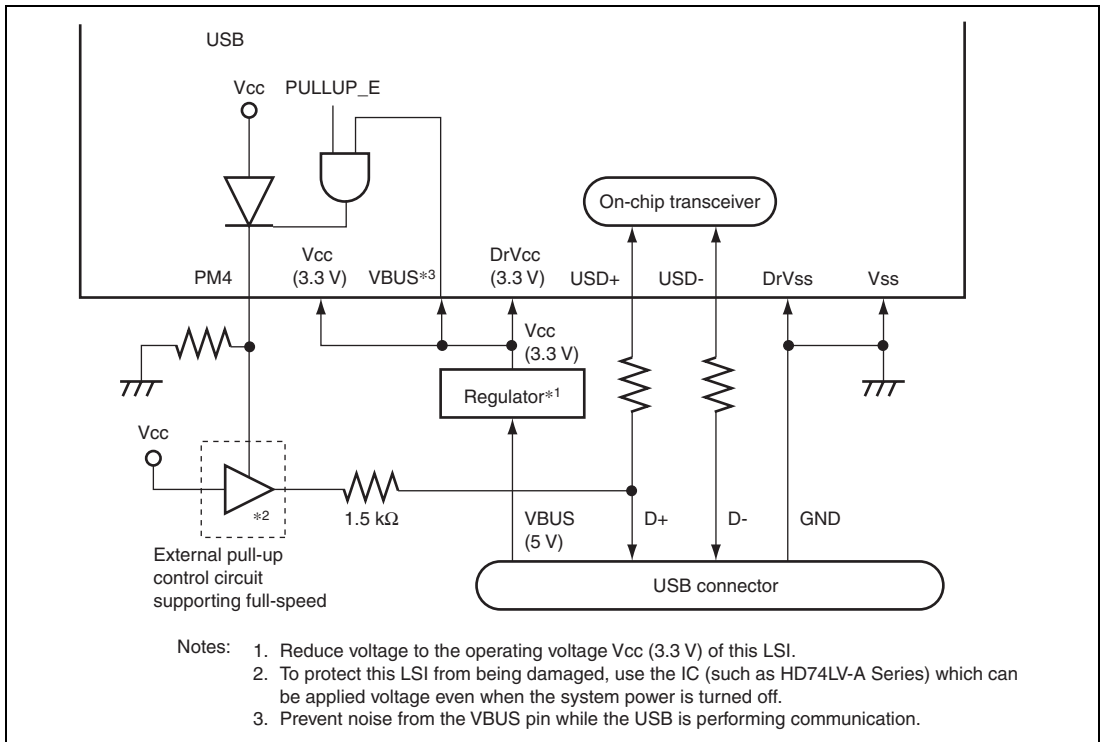 USB
Vcc PULLUP_E
On-chip transceiver
PM4
Vcc
(3.3 V)
VBUS*3
DrVcc
(3.3 V)
USD+
USD-
DrVss
Vss
Vcc
(3.3 V)
Regulator*1
Vcc
*2
1.5 kΩ
VBUS
(5 V)
D+
D-
GND
External pull-up
control circuit
supporting full-speed
USB connector
Notes: 1. Reduce voltage to the operating voltage Vcc (3.3 V) of this LSI.
2. To protect this LSI from being damaged, use the IC (such as HD74LV-A Series) which can
be applied voltage even when the system power is turned off.
3. Prevent noise from the VBUS pin while the USB is performing communication.